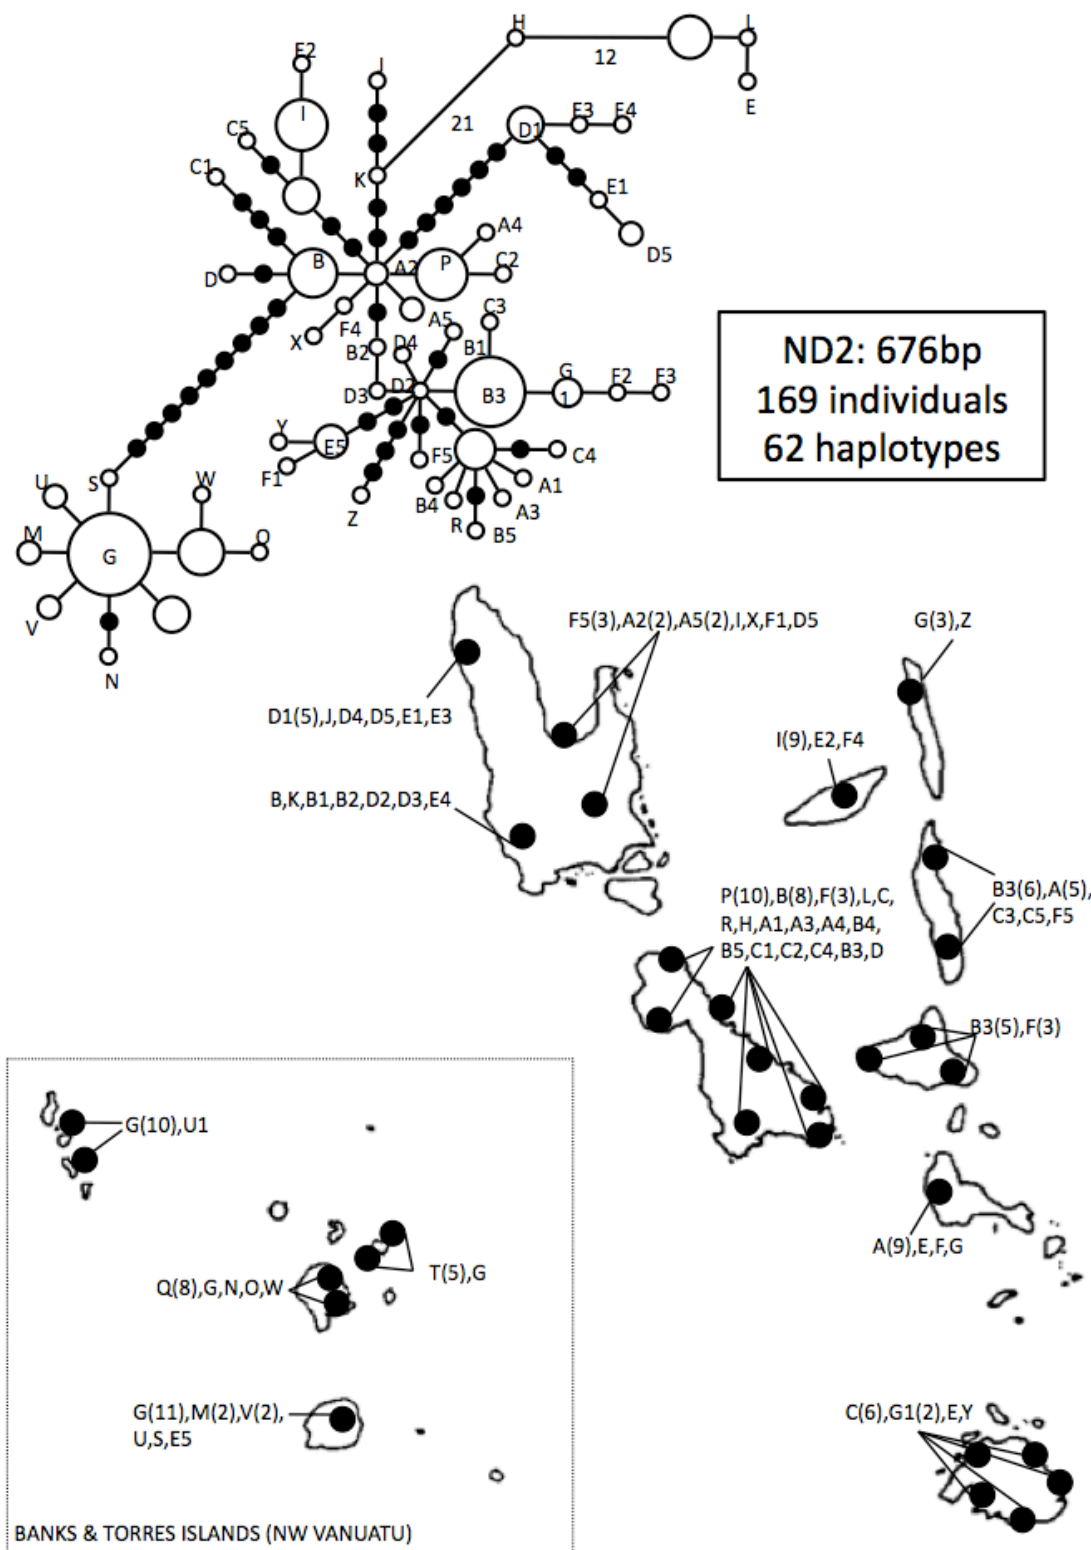 H
L
12
E
E2
J
I
C5
C1
21
D1
E3
E4
K
E1
A4
D5
B
A2
P
C2
D
X
F4
A5
C3
B2
D4
B1
D3
D2
B3
G
1
F2
F3
Y
E5
F1
F5
C4
Z
B4
R
A3
A1
B5
U
S
W
M
G
O
V
N
ND2: 676bp
169 individuals
62 haplotypes
F5(3),A2(2),A5(2),I,X,F1,D5
G(3),Z
D1(5),J,D4,D5,E1,E3
I(9),E2,F4
B,K,B1,B2,D2,D3,E4
P(10),B(8),F(3),L,C,
R,H,A1,A3,A4,B4,
B5,C1,C2,C4,B3,D
B3(6),A(5),
C3,C5,F5
B3(5),F(3)
A(9),E,F,G
C(6),G1(2),E,Y
G(10),U1
T(5),G
Q(8),G,N,O,W
G(11),M(2),V(2),
U,S,E5
BANKS & TORRES ISLANDS (NW VANUATU)